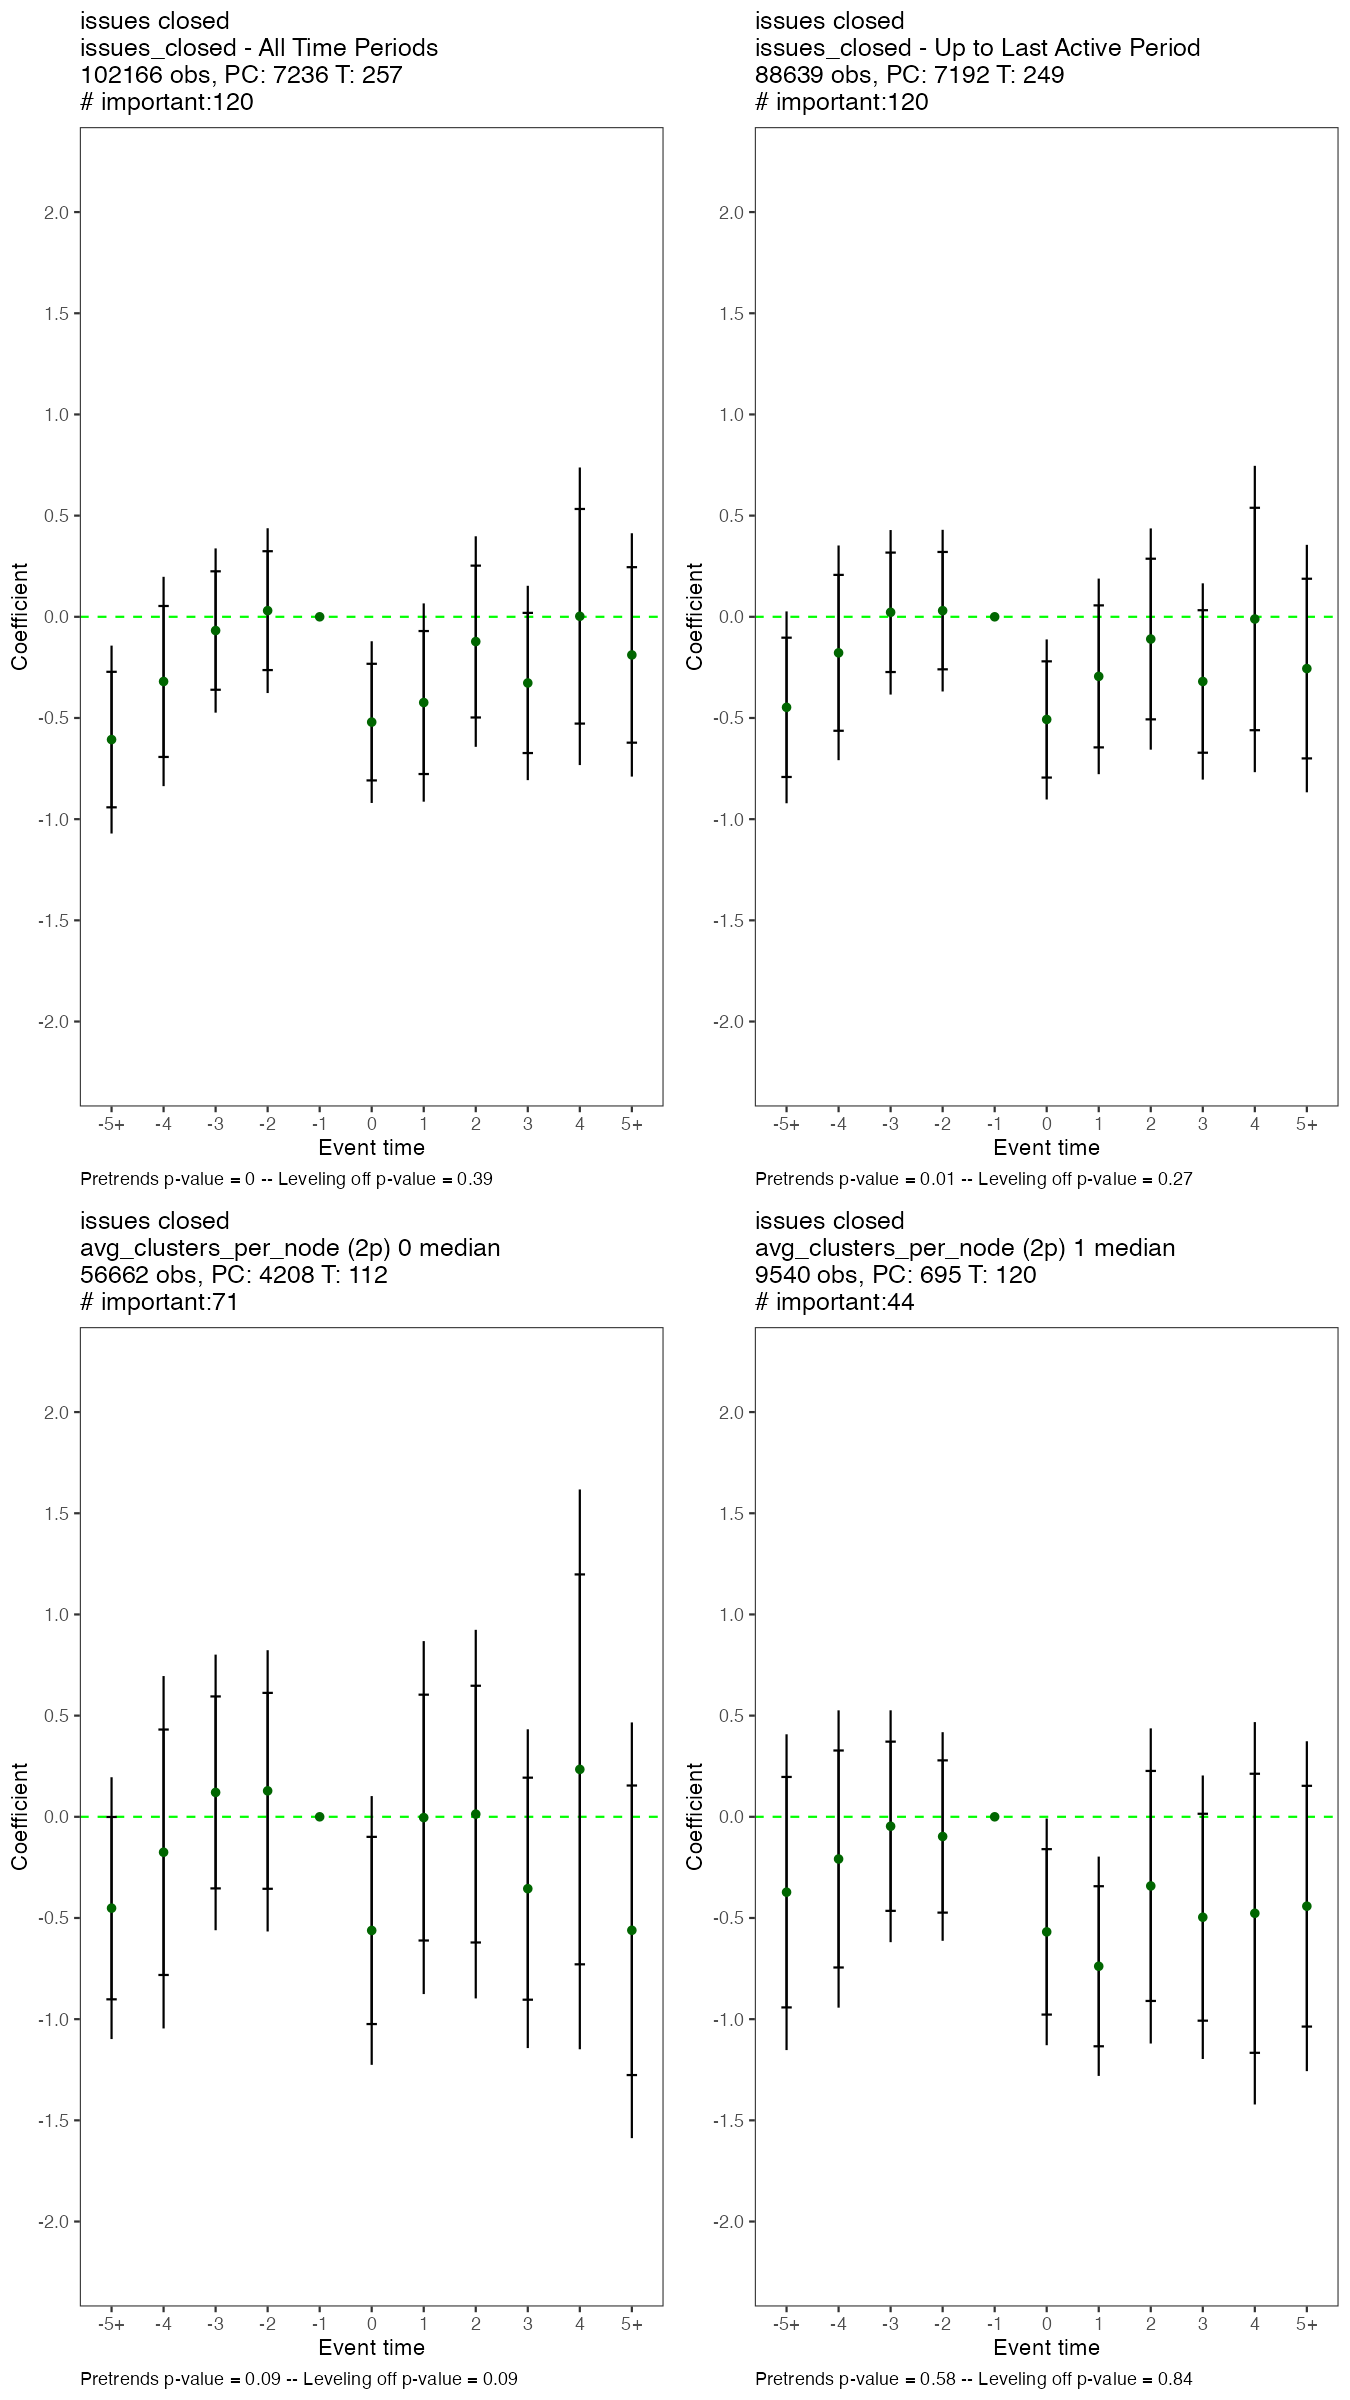 issues closed
issues_closed - All Time Periods
102166 obs, PC: 7236 T: 257
# important:120
2.0
1.5
1.0
0.5
0.0
-0.5
-1.0
-1.5
-2.0
Coefficient
-5+ -4 -3 -2 -1 0 1 2 3 4 5+
Event time
Pretrends p-value = 0 -- Leveling off p-value = 0.39
issues closed
issues_closed - Up to Last Active Period
88639 obs, PC: 7192 T: 249
# important:120
2.0
1.5
1.0
0.5
0.0
-0.5
-1.0
-1.5
-2.0
Coefficient
-5+ -4 -3 -2 -1 0 1 2 3 4 5+
Event time
Pretrends p-value = 0.01 -- Leveling off p-value = 0.27
issues closed
avg_clusters_per_node (2p) 0 median
56662 obs, PC: 4208 T: 112
# important:71
2.0
1.5
1.0
0.5
0.0
-0.5
-1.0
-1.5
-2.0
Coefficient
-5+ -4 -3 -2 -1 0 1 2 3 4 5+
Event time
Pretrends p-value = 0.09 -- Leveling off p-value = 0.09
issues closed
avg_clusters_per_node (2p) 1 median
9540 obs, PC: 695 T: 120
# important:44
2.0
1.5
1.0
0.5
0.0
-0.5
-1.0
-1.5
-2.0
Coefficient
-5+ -4 -3 -2 -1 0 1 2 3 4 5+
Event time
Pretrends p-value = 0.58 -- Leveling off p-value = 0.84